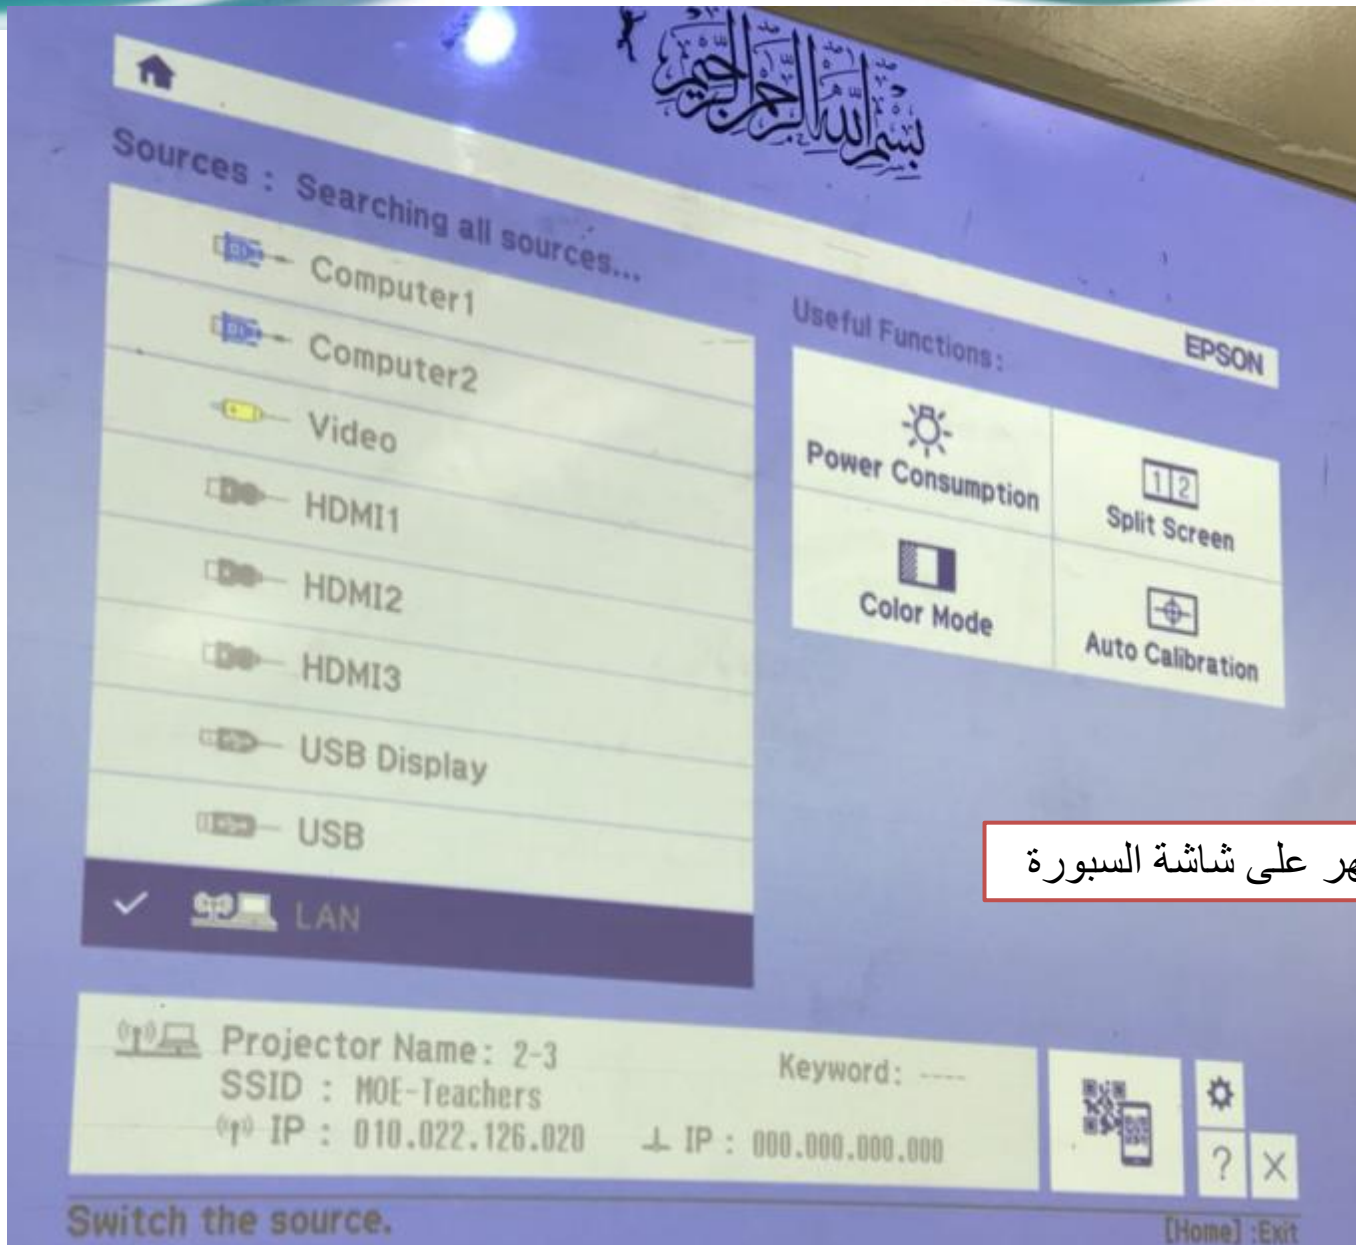 بسم الله الرحمن الرحيم
Sources : Searching all sources...
Computer1
Computer2
Video
HDMI1
HDMI2
HDMI3
USB Display
USB
LAN
Useful Functions:
EPSON
Power Consumption
1 2
Split Screen
Color Mode
Auto Calibration
على شاشة السبورة
Projector Name: 2-3
Keyword: ----
SSID : MOE-Teachers
IP : 010.022.126.020
IP : 000.000.000.000
?
Switch the source.
[Home] :Exit